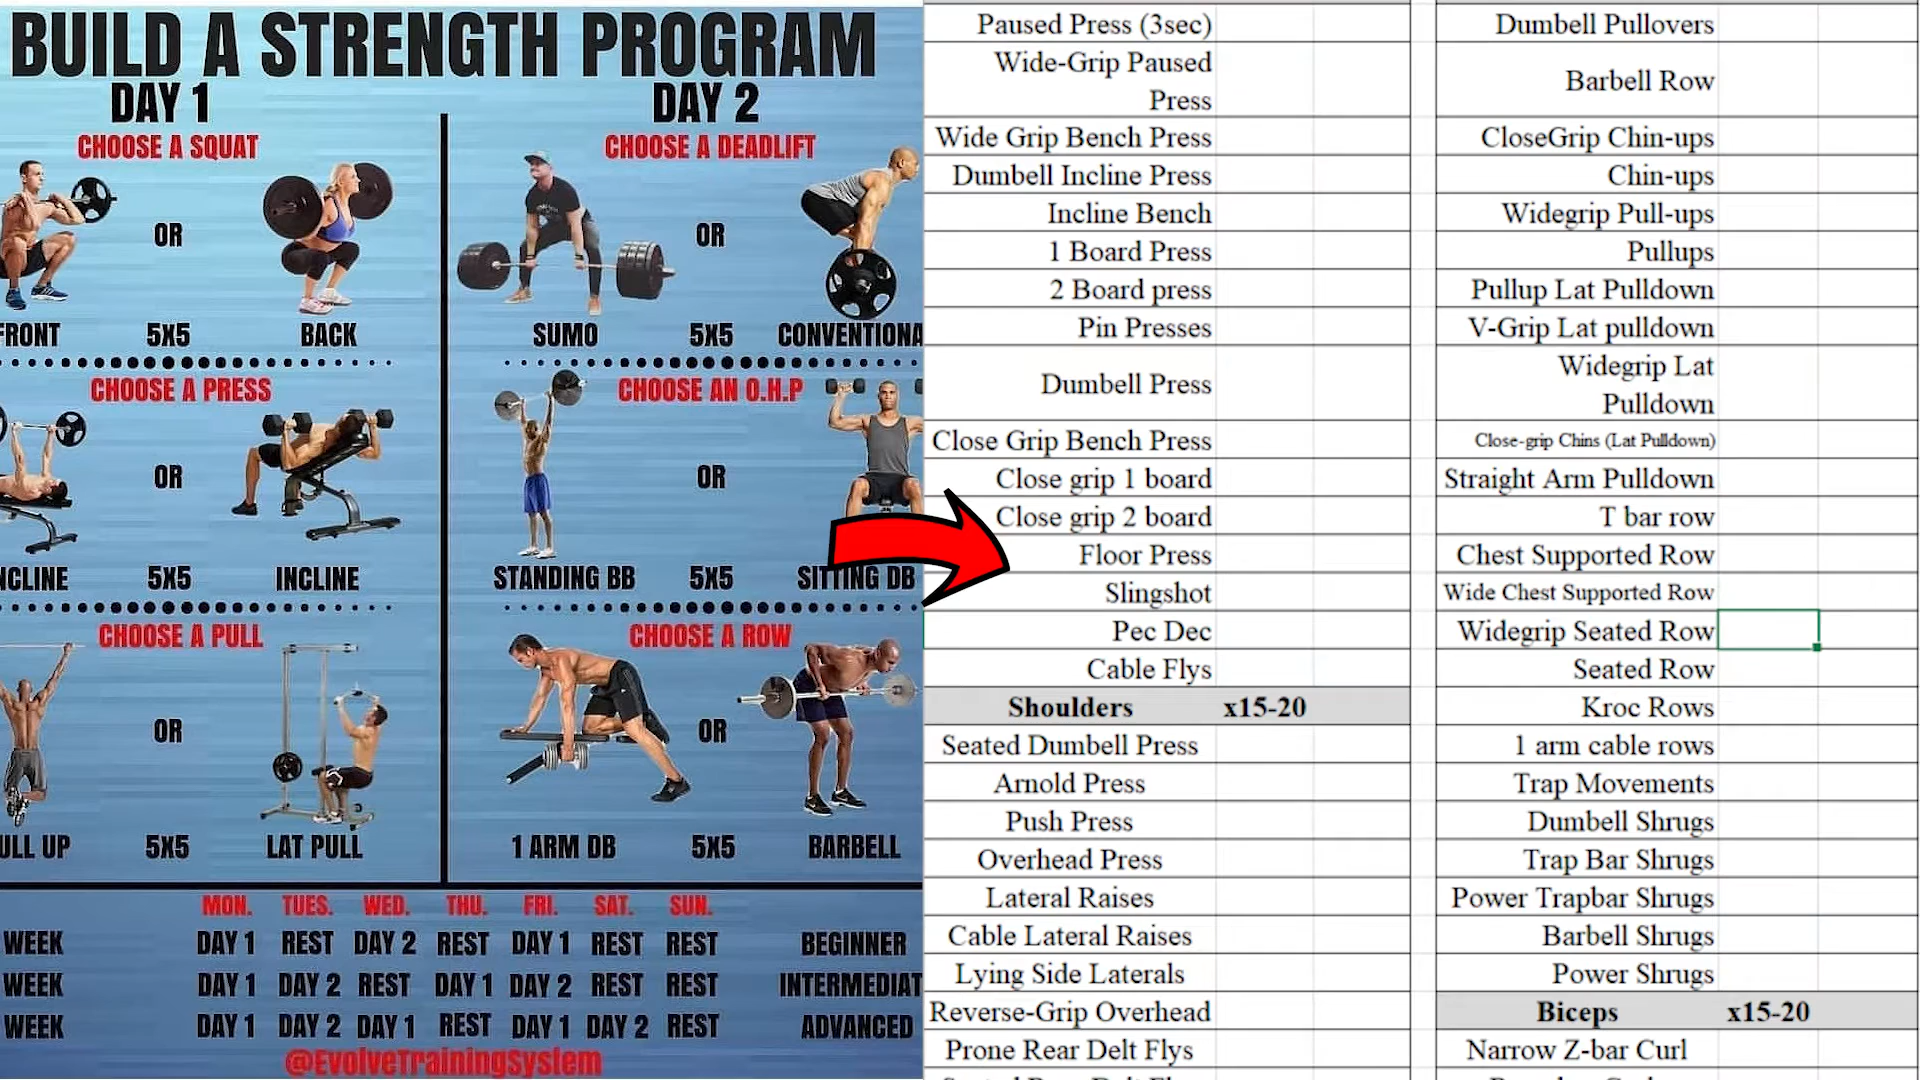 BUILD A STRENGTH PROGRAM
DAY 1
DAY 2
CHOOSE A SQUAT
CHOOSE A DEADLIFT
OR
OR
FRONT
5X5
BACK
SUMO
5X5
CONVENTIONA
CHOOSE A PRESS
CHOOSE AN O.H.P
OR
OR
NCLINE
5X5
INCLINE
STANDING BB
5X5
SITTING DB
CHOOSE A PULL
CHOOSE A ROW
OR
OR
ULL UP
5X5
LAT PULL
1 ARM DB
5X5
BARBELL
MON. TUES. WED. THU. FRI. SAT. SUN.
WEEK DAY 1 REST DAY 2 REST DAY 1 REST REST BEGINNER
WEEK DAY 1 DAY 2 REST DAY 1 DAY 2 REST REST INTERMEDIAT
WEEK DAY 1 DAY 2 DAY 1 REST DAY 1 DAY 2 REST ADVANCED
@EvolveTrainingSystem
Paused Press (3sec)
Wide-Grip Paused
Press
Wide Grip Bench Press
Dumbell Incline Press
Incline Bench
1 Board Press
2 Board press
Pin Presses
Dumbell Press
Close Grip Bench Press
Close grip 1 board
Close grip 2 board
Floor Press
Slingshot
Pec Dec
Cable Flys
Shoulders x15-20
Seated Dumbell Press
Arnold Press
Push Press
Overhead Press
Lateral Raises
Cable Lateral Raises
Lying Side Laterals
Reverse-Grip Overhead
Prone Rear Delt Flys
Dumbell Pullovers
Barbell Row
CloseGrip Chin-ups
Chin-ups
Widegrip Pull-ups
Pullups
Pullup Lat Pulldown
V-Grip Lat pulldown
Widegrip Lat
Pulldown
Close-grip Chins (Lat Pulldown)
Straight Arm Pulldown
T bar row
Chest Supported Row
Wide Chest Supported Row
Widegrip Seated Row
Seated Row
Kroc Rows
1 arm cable rows
Trap Movements
Dumbell Shrugs
Trap Bar Shrugs
Power Trapbar Shrugs
Barbell Shrugs
Power Shrugs
Biceps x15-20
Narrow Z-bar Curl